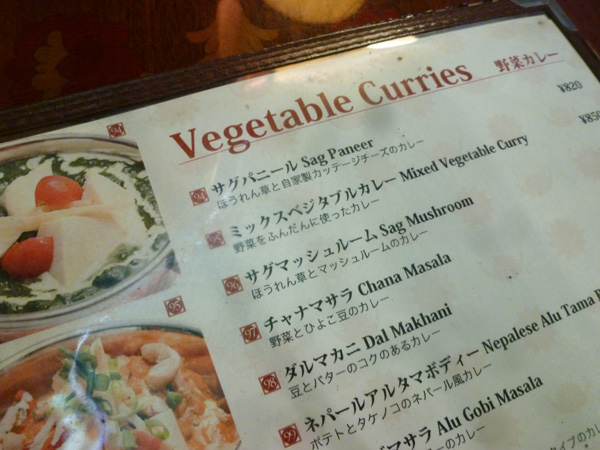 Vegetable Curries 野菜カレー
94
サグパニール Sag Paneer ¥820
ほうれん草と自家製カッテージチーズのカレー
ミックスベジタブルカレー Mixed Vegetable Curry ¥850
野菜をふんだんに使ったカレー
95
96 サグマッシュルーム Sag Mushroom
ほうれん草とマッシュルームのカレー
97 チャナマサラ Chana Masala
野菜とひよこ豆のカレー
98 ダルマカニ Dal Makhani
豆とバターのコクのあるカレー
99 ネパールアルタマボディー Nepalese Alu Tama
ポテトとタケノコのネパール風カレー
マサラ Alu Gobi Masala
のカレー